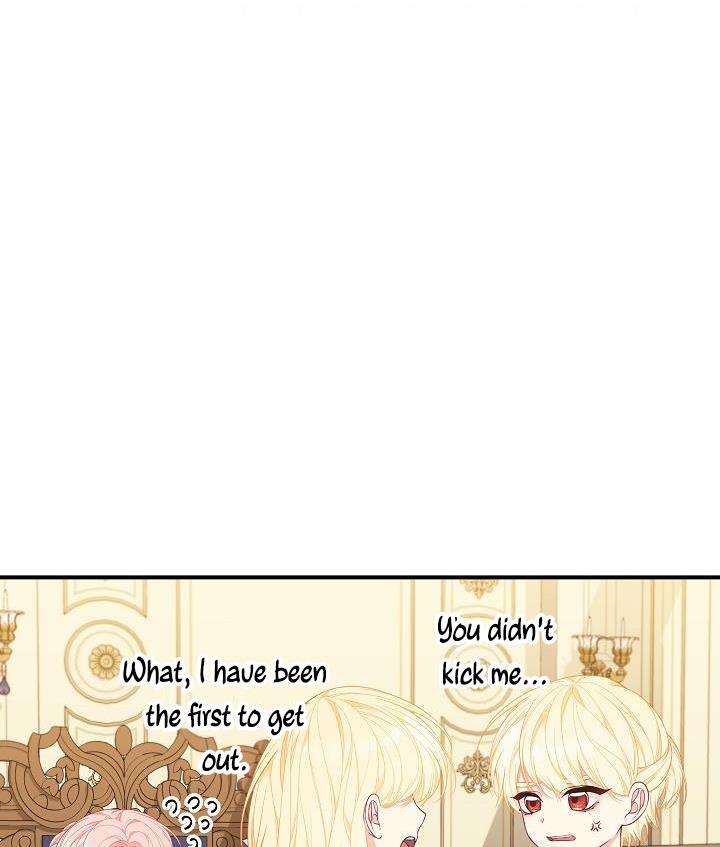 What, I have been
the first to get
out.
You didn't
kick me...